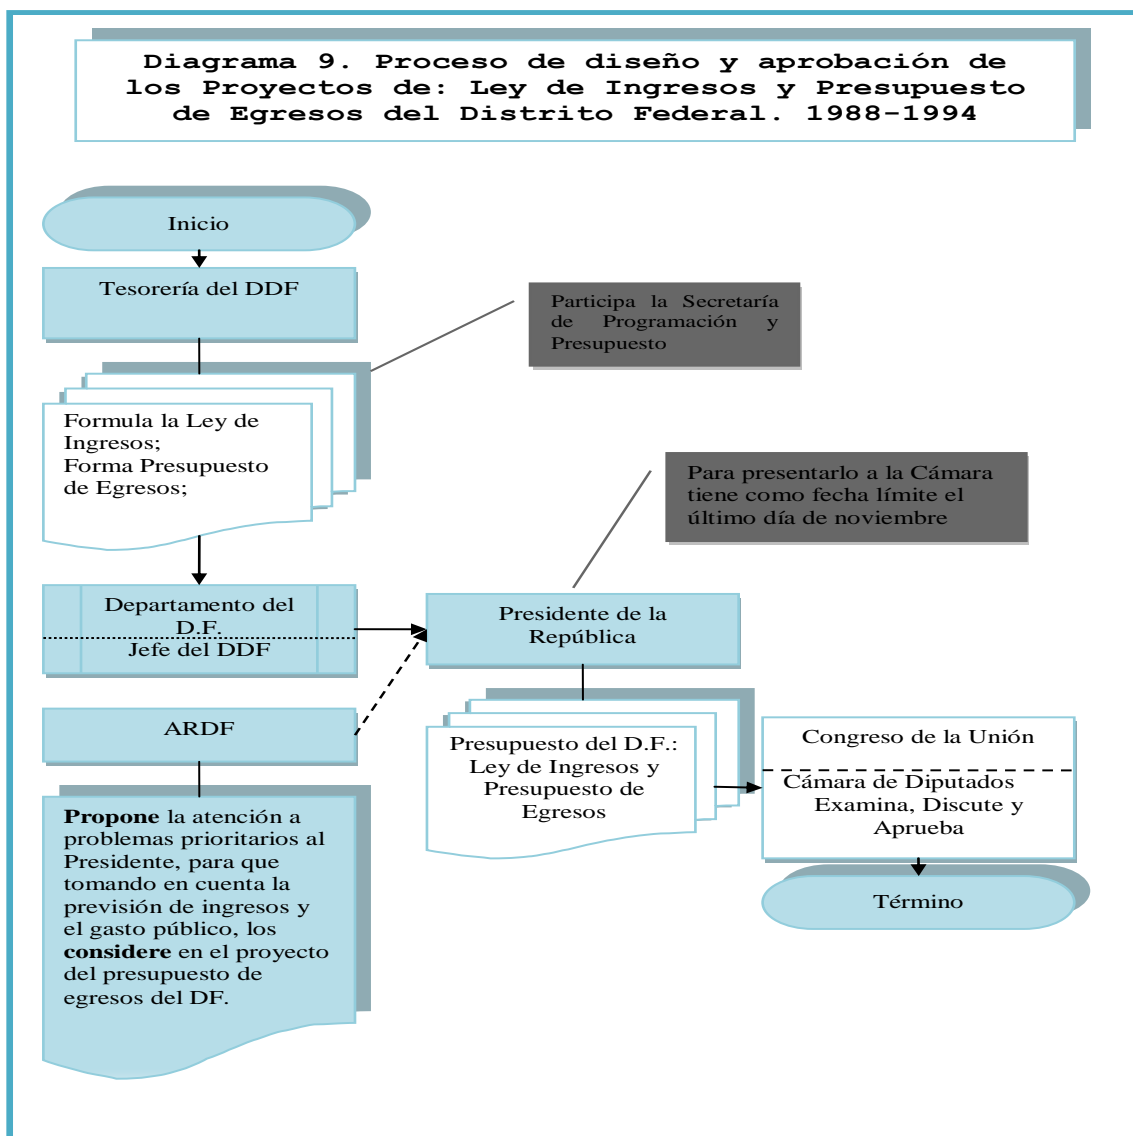 Diagrama 9. Proceso de diseño y aprobación de
los Proyectos de: Ley de Ingresos y Presupuesto
de Egresos del Distrito Federal. 1988-1994
Inicio
Tesorería del DDF
Participa la Secretaría
de Programación y
Presupuesto
Formula la Ley de
Ingresos;
Forma Presupuesto
de Egresos;
Para presentarlo a la Cámara
tiene como fecha límite el
último día de noviembre
Departamento del
D.F.
Jefe del DDF
Presidente de la
República
ARDF
Presupuesto del D.F.:
Ley de Ingresos y
Presupuesto de
Egresos
Congreso de la Unión
Cámara de Diputados
Examina, Discute y
Aprueba
Término
Propone la atención a
problemas prioritarios al
Presidente, para que
tomando en cuenta la
previsión de ingresos y
el gasto público, los
considere en el proyecto
del presupuesto de
egresos del DF.